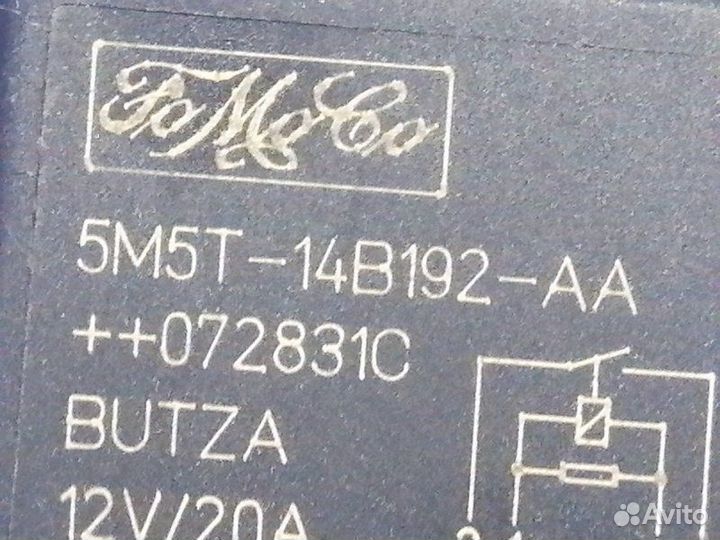 FoMoCo
5M5T-14B192-AA
++072831C
BUTZA
12V/20A
Avito